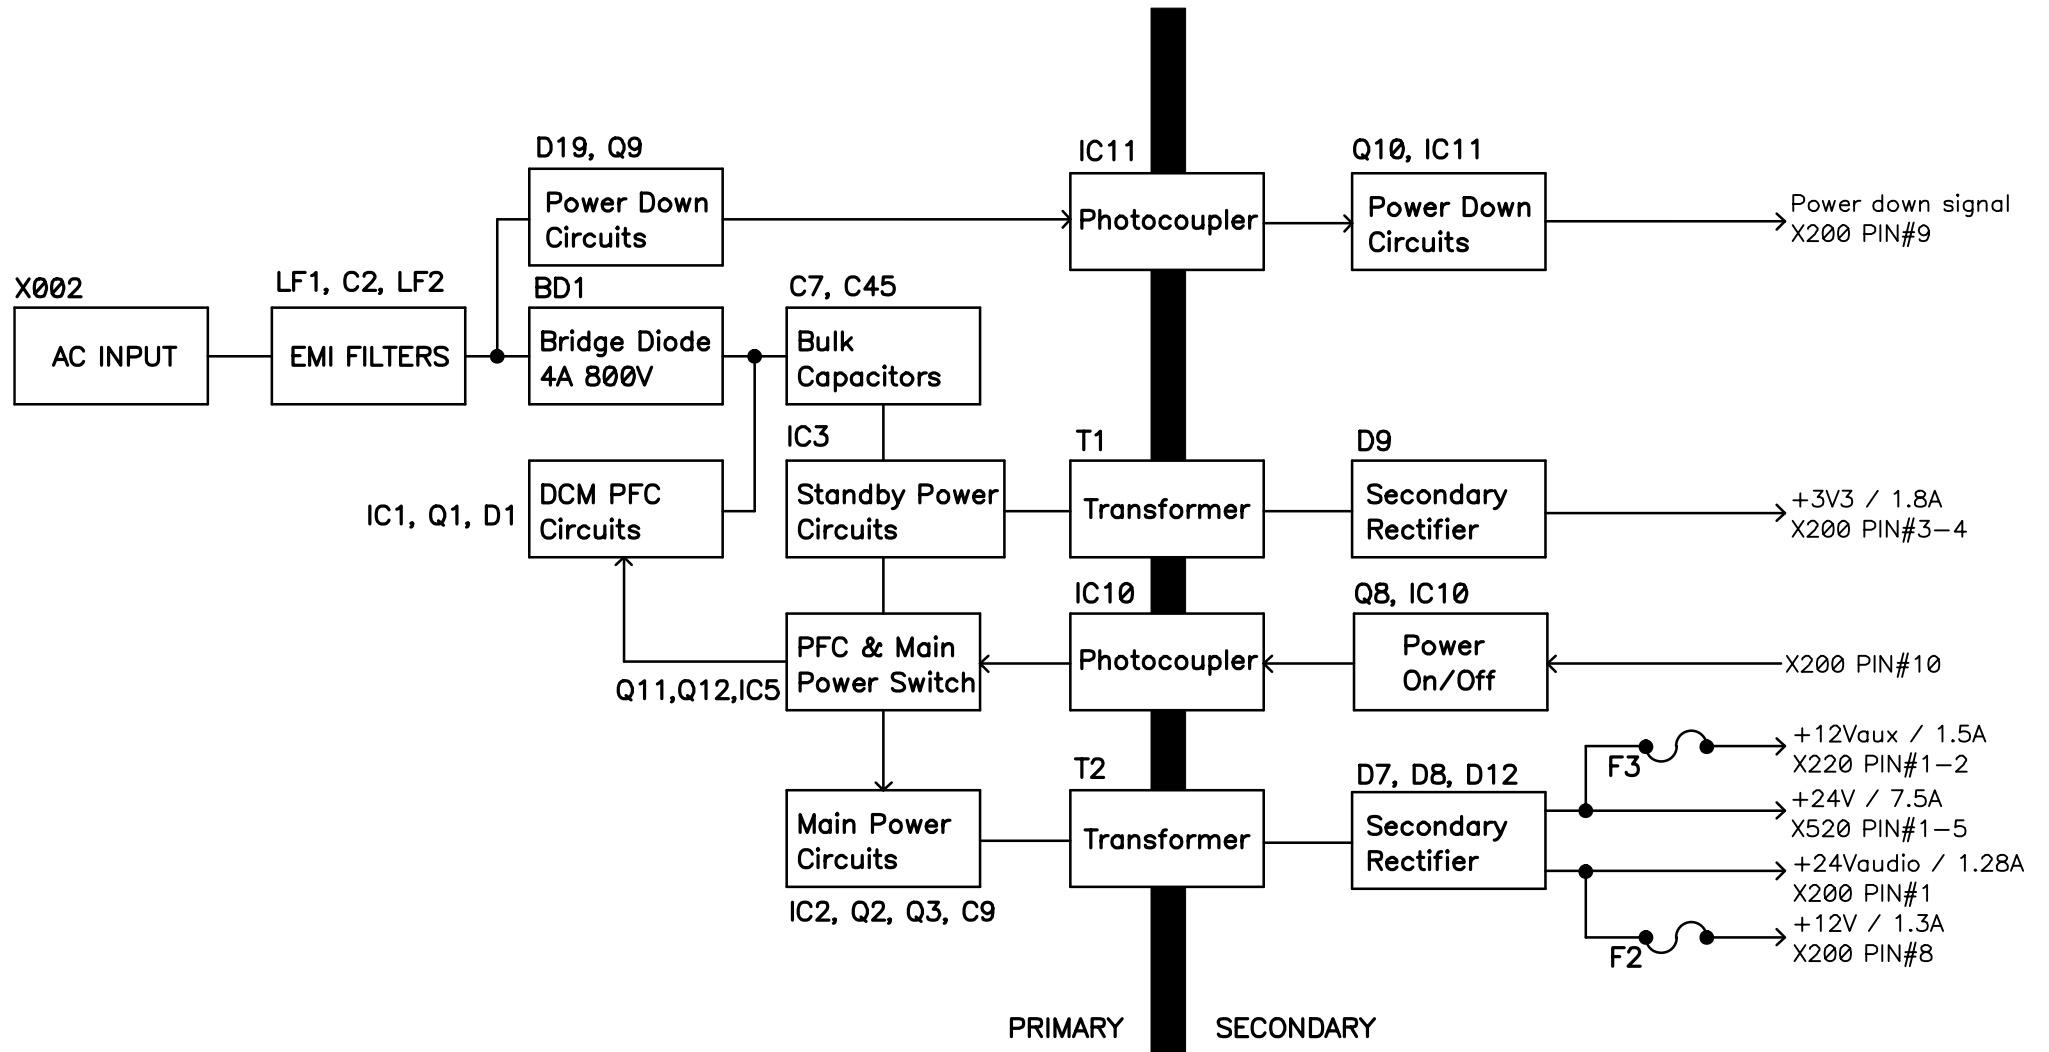 D19, Q9
Power Down
Circuits
IC11
Photocoupler
Q10, IC11
Power Down
Circuits
Power down signal
X200 PIN#9
X002
AC INPUT
LF1, C2, LF2
EMI FILTERS
BD1
Bridge Diode
4A 800V
C7, C45
Bulk
Capacitors
IC1, Q1, D1
DCM PFC
Circuits
IC3
Standby Power
Circuits
T1
Transformer
D9
Secondary
Rectifier
+3V3 / 1.8A
X200 PIN#3-4
Q11,Q12,IC5
PFC & Main
Power Switch
IC10
Photocoupler
Q8, IC10
Power
On/Off
X200 PIN#10
Main Power
Circuits
IC2, Q2, Q3, C9
T2
Transformer
D7, D8, D12
Secondary
Rectifier
F3
+12Vaux / 1.5A
X220 PIN#1-2
+24V / 7.5A
X520 PIN#1-5
+24Vaudio / 1.28A
X200 PIN#1
F2
+12V / 1.3A
X200 PIN#8
PRIMARY
SECONDARY